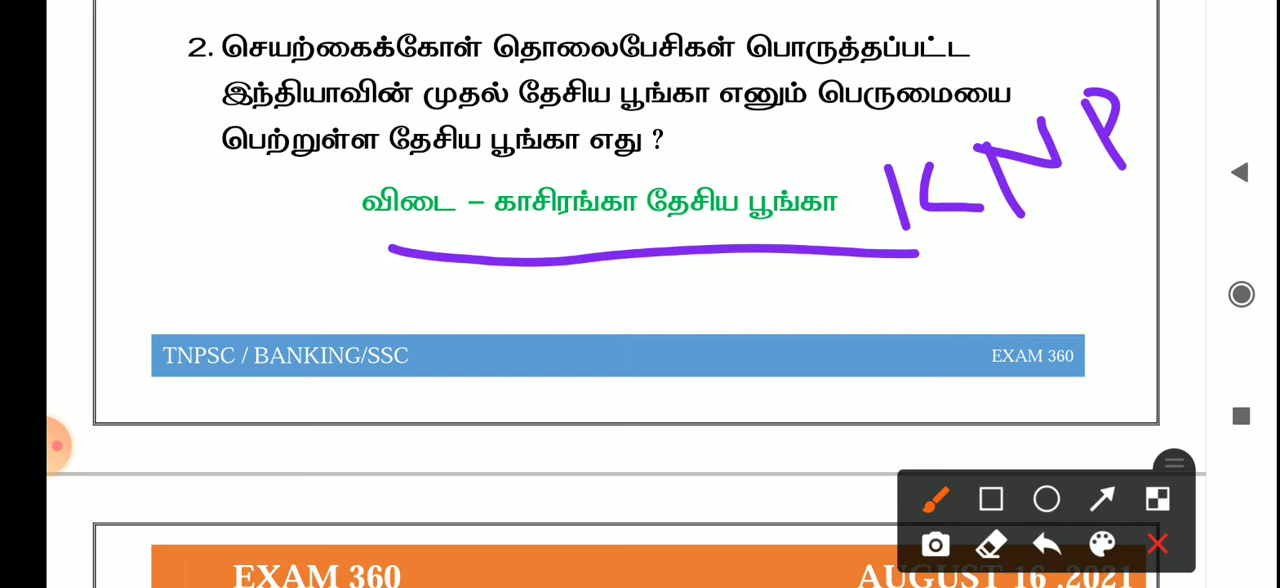 2. செயற்கைக்கோள் தொலைபேசிகள் பொருத்தப்பட்ட
இந்தியாவின் முதல் தேசிய பூங்கா எனும் பெருமையை
பெற்றுள்ள தேசிய பூங்கா எது ?
விடை – காசிரங்கா தேசிய பூங்கா
KNP
TNPSC / BANKING/SSC
EXAM 360
EXAM 360
AUGUST 16 ,2021